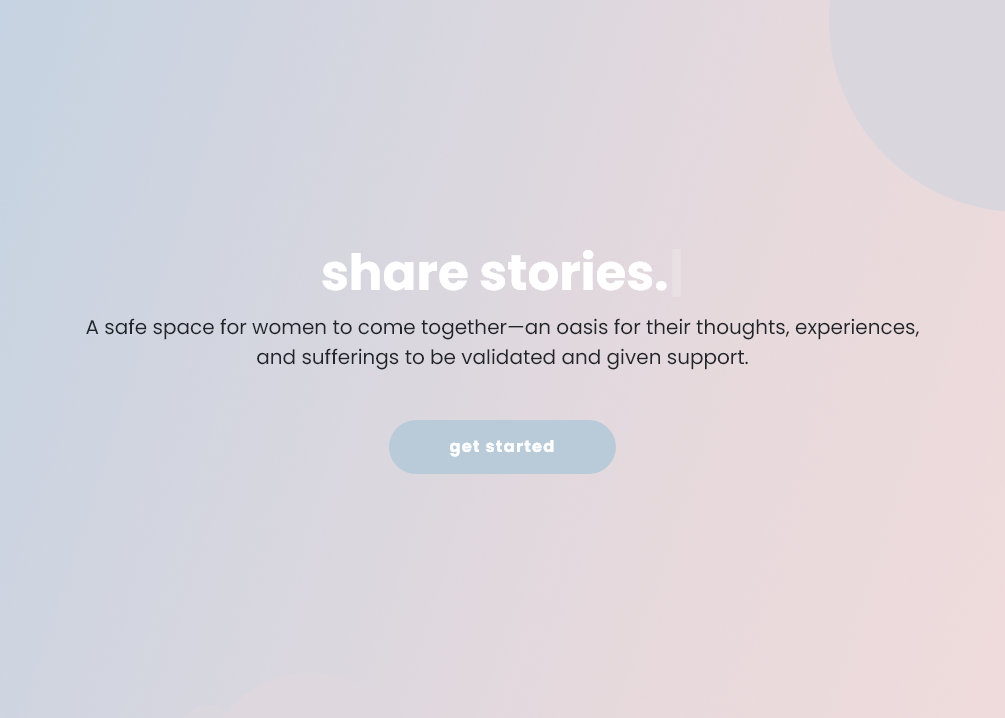 share stories.
A safe space for women to come together—an oasis for their thoughts, experiences,
and sufferings to be validated and given support.
get started